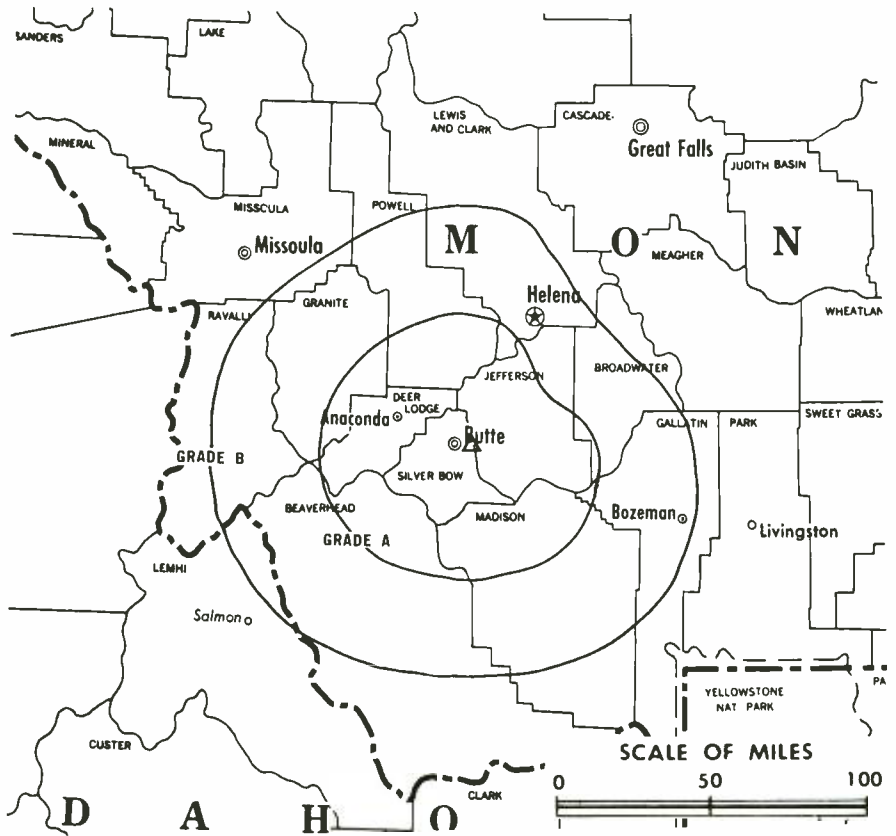 SANDERS
LAKE
LEWIS
AND CLARK
CASCADE
Great Falls
MINERAL
JUDITH BASIN
MISSCULA
POWELL
M O N
Missoula
MEAGHER
Helena
RAVALLI
GRANITE
WHEATLAN
JEFFERSON
BROADWATER
DEER
LODGE
Anaconda
GALLATIN
PARK
SWEET GRASS
Butte
GRADE B
SILVER BOW
BEAVERHEAD
MADISON
Bozeman
Livingston
GRADE A
LEMHI
Salmon
PA
YELLOWSTONE
NAT PARK
CUSTER
SCALE OF MILES
0 50 100
CLARK
D A H O